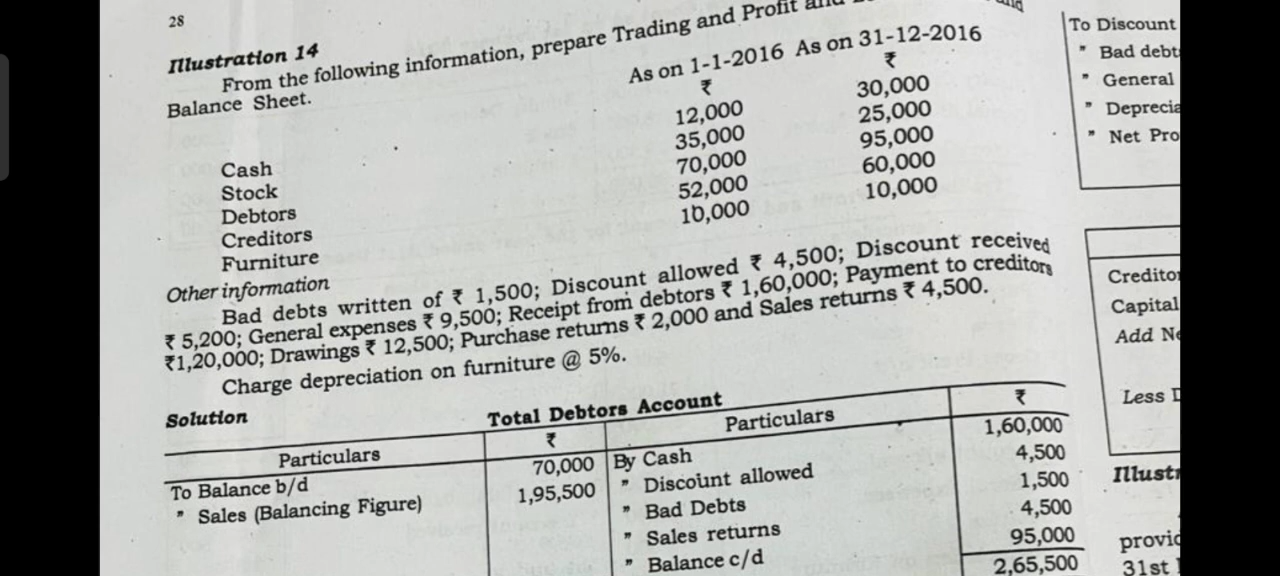 28
Illustration 14
From the following information, prepare Trading and Profit and
Balance Sheet.
As on 1-1-2016 As on 31-12-2016
₹ ₹
Cash 12,000 30,000
Stock 35,000 25,000
Debtors 70,000 95,000
Creditors 52,000 60,000
Furniture 10,000 10,000
Other information
Bad debts written of ₹ 1,500; Discount allowed ₹ 4,500; Discount received
₹ 5,200; General expenses ₹ 9,500; Receipt from debtors ₹ 1,60,000; Payment to creditors
₹1,20,000; Drawings ₹ 12,500; Purchase returns ₹ 2,000 and Sales returns ₹ 4,500.
Charge depreciation on furniture @ 5%.
Solution
Total Debtors Account
Particulars ₹ Particulars ₹
To Balance b/d 70,000 By Cash 1,60,000
" Sales (Balancing Figure) 1,95,500 " Discount allowed 4,500
" Bad Debts 1,500
" Sales returns 4,500
" Balance c/d 95,000
2,65,500
To Discount
" Bad debt
" General
" Deprecia
" Net Pro
Creditor
Capital
Add Ne
Less
Illustr
provid
31st